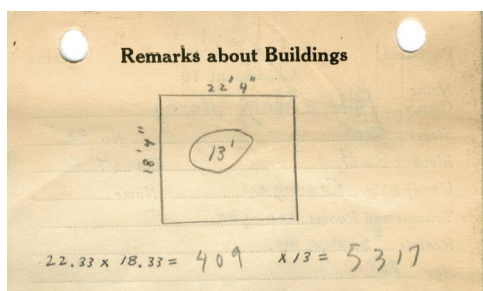 Remarks about Buildings
22'4"
18'4"
13'
22.33 x 18.33 = 409 x 13 = 5317